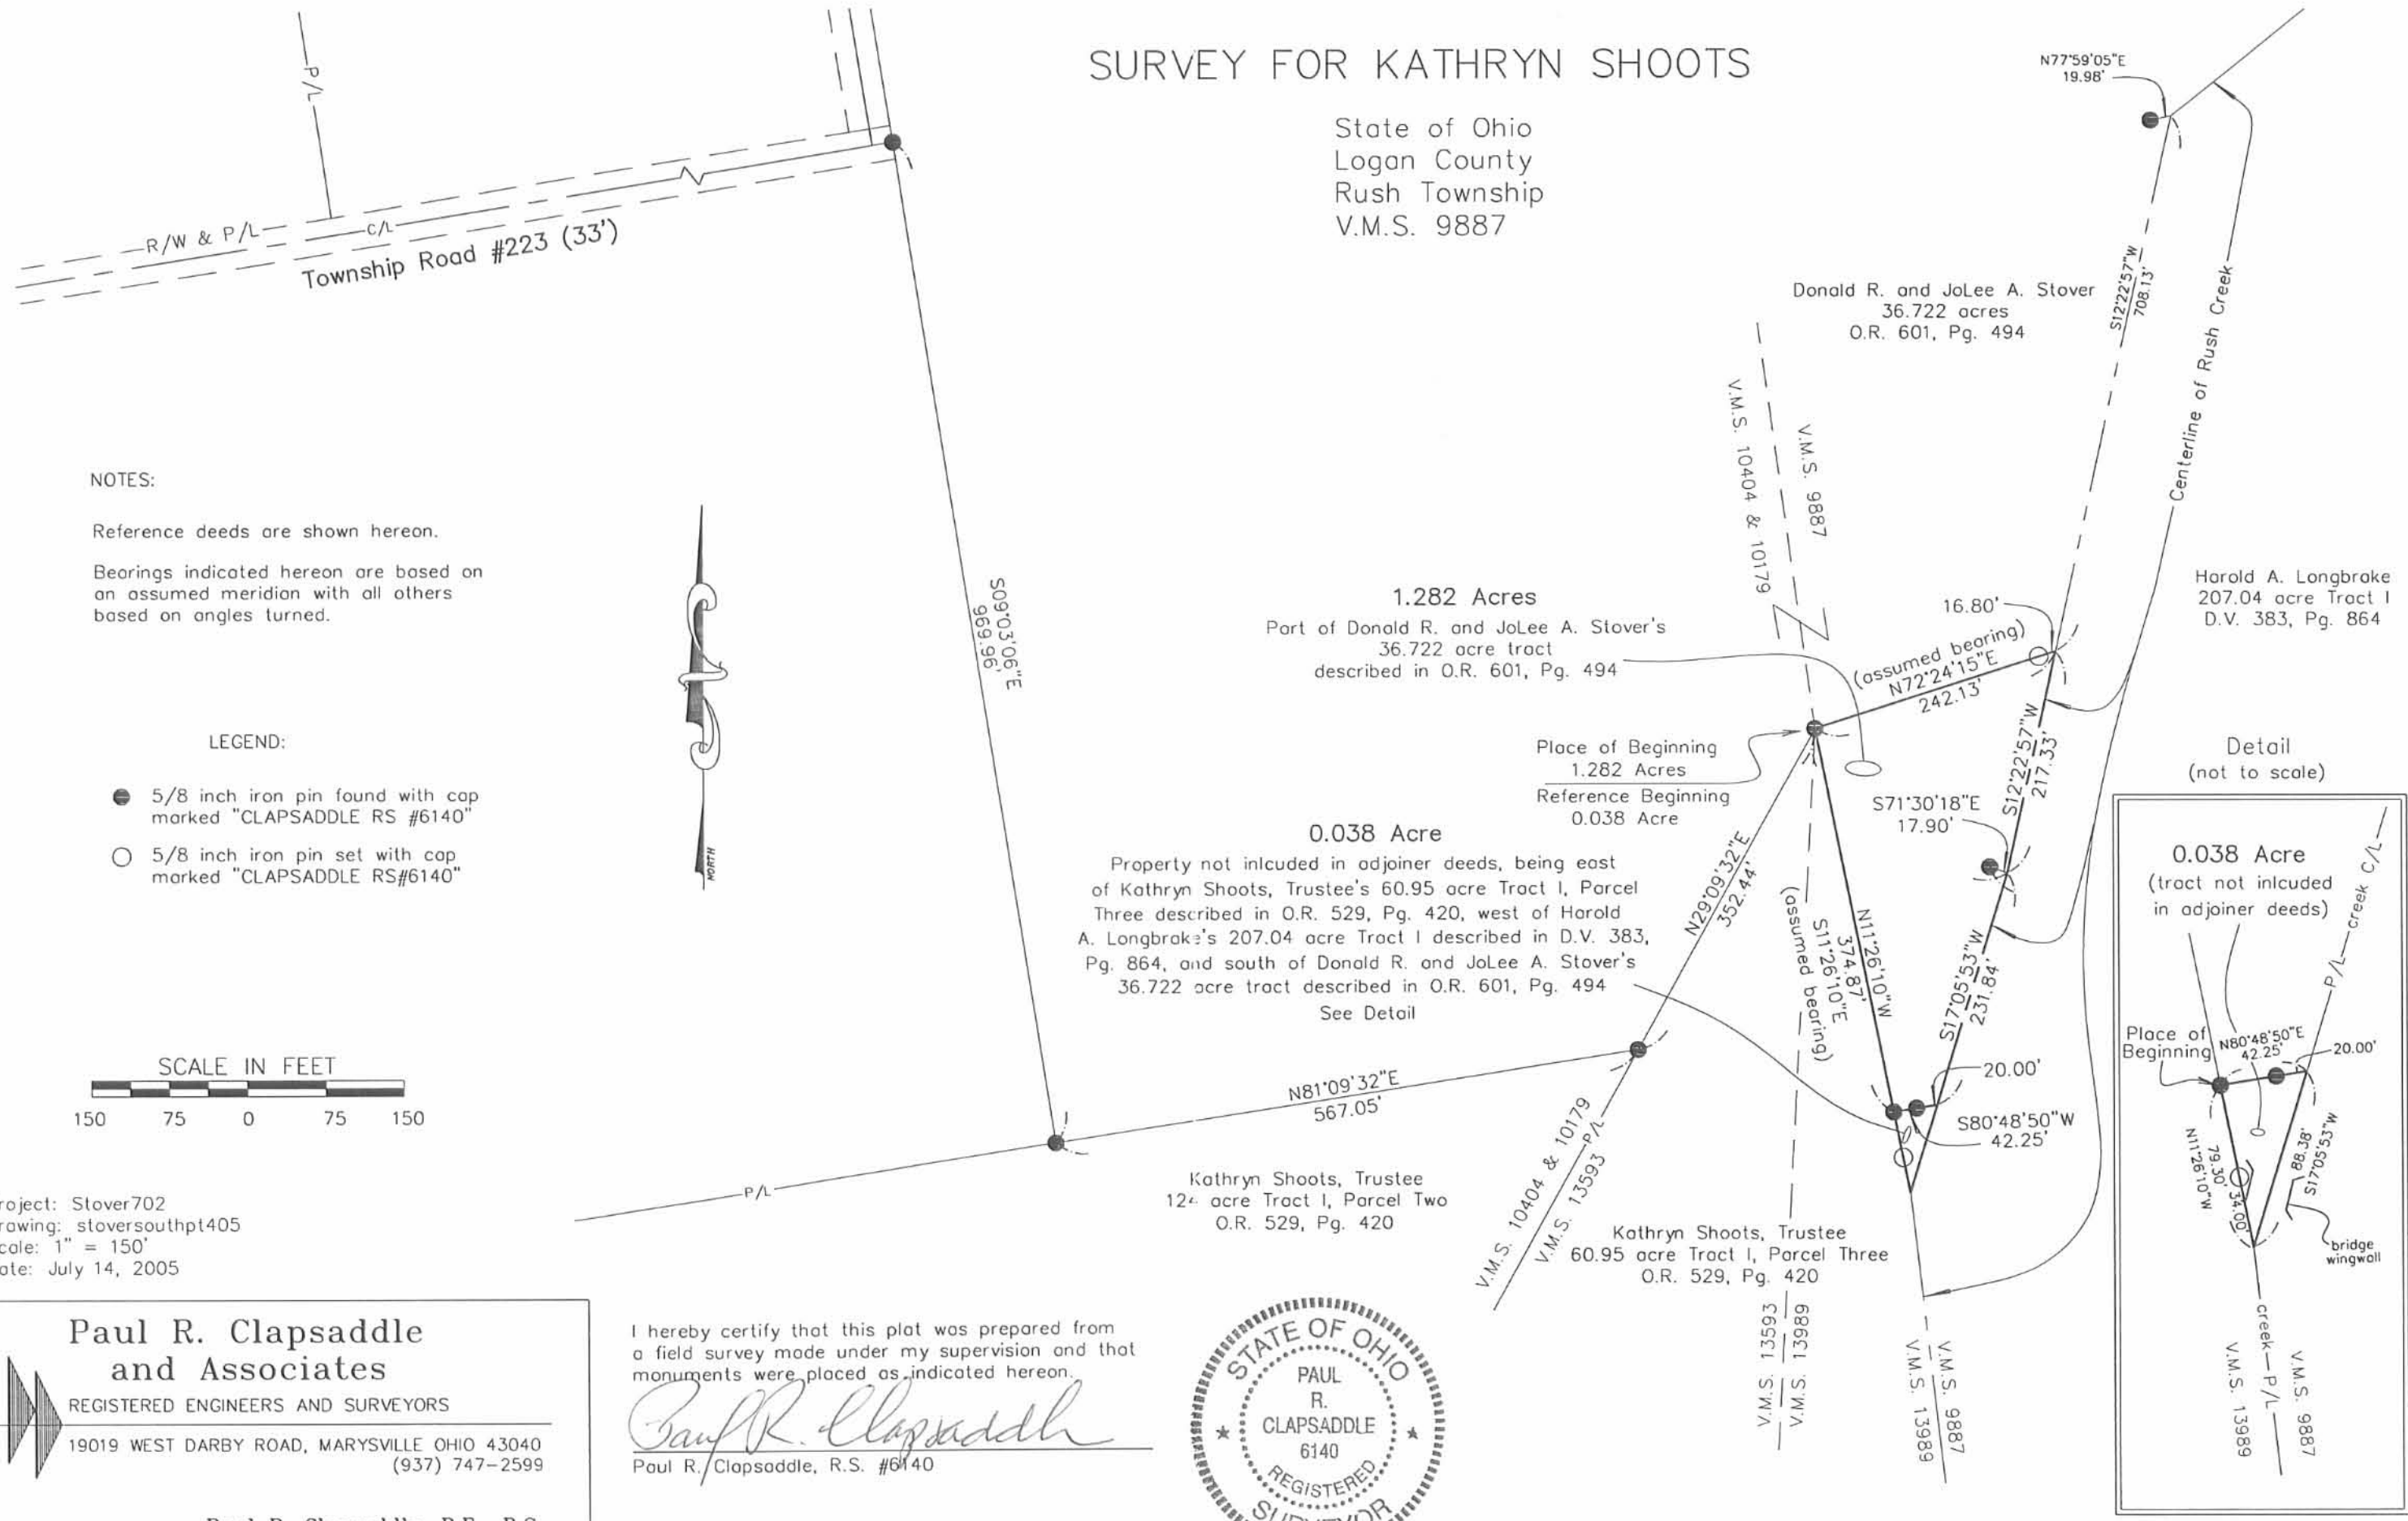 SURVEY FOR KATHRYN SHOOTS
State of Ohio
Logan County
Rush Township
V.M.S. 9887
P/L
R/W & P/L
C/L
Township Road #223 (33')
N77°59'05"E
19.98'
S12°22'57"W
708.13'
Centerline of Rush Creek
Donald R. and JoLee A. Stover
36.722 acres
O.R. 601, Pg. 494
V.M.S. 10404 & 10179
V.M.S. 9887
Harold A. Longbrake
207.04 acre Tract I
D.V. 383, Pg. 864
NOTES:
Reference deeds are shown hereon.
Bearings indicated hereon are based on
an assumed meridian with all others
based on angles turned.
LEGEND:
5/8 inch iron pin found with cap
marked "CLAPSADDLE RS #6140"
5/8 inch iron pin set with cap
marked "CLAPSADDLE RS#6140"
NORTH
SCALE IN FEET
150 75 0 75 150
S09°03'06"E
969.96'
1.282 Acres
Part of Donald R. and JoLee A. Stover's
36.722 acre tract
described in O.R. 601, Pg. 494
16.80'
(assumed bearing)
N72°24'15"E
242.13'
Place of Beginning
1.282 Acres
Reference Beginning
0.038 Acre
S12°22'57"W
217.33'
S71°30'18"E
17.90'
0.038 Acre
Property not inlcuded in adjoiner deeds, being east
of Kathryn Shoots, Trustee's 60.95 acre Tract I, Parcel
Three described in O.R. 529, Pg. 420, west of Harold
A. Longbrake's 207.04 acre Tract I described in D.V. 383,
Pg. 864, and south of Donald R. and JoLee A. Stover's
36.722 acre tract described in O.R. 601, Pg. 494
See Detail
N29°09'32"E
352.44'
N11°26'10"W
374.87'
S11°26'10"E
(assumed bearing)
S17°05'53"W
231.84'
20.00'
S80°48'50"W
42.25'
N81°09'32"E
567.05'
P/L
Kathryn Shoots, Trustee
acre Tract I, Parcel Two
O.R. 529, Pg. 420
V.M.S. 10404 & 10179
V.M.S. 13593
P/L
Kathryn Shoots, Trustee
60.95 acre Tract I, Parcel Three
O.R. 529, Pg. 420
V.M.S. 13593
V.M.S. 13989
V.M.S. 13989
V.M.S. 9887
Detail
(not to scale)
0.038 Acre
(tract not inlcuded
in adjoiner deeds)
P/L
creek C/L
Place of
Beginning
N80°48'50"E
42.25'
20.00'
N11°26'10"W
79.30'
34.00'
88.38'
S17°05'53"W
bridge
wingwall
creek
P/L
V.M.S. 13989
V.M.S. 9887
roject: Stover702
rawing: stoversouthpt405
cale: 1" = 150'
ate: July 14, 2005
Paul R. Clapsaddle
and Associates
REGISTERED ENGINEERS AND SURVEYORS
19019 WEST DARBY ROAD, MARYSVILLE OHIO 43040
(937) 747-2599
I hereby certify that this plat was prepared from
a field survey made under my supervision and that
monuments were placed as indicated hereon.
Paul R. Clapsaddle
Paul R. Clapsaddle, R.S. #6140
STATE OF OHIO
PAUL
R.
CLAPSADDLE
6140
REGISTERED
SURVEYOR